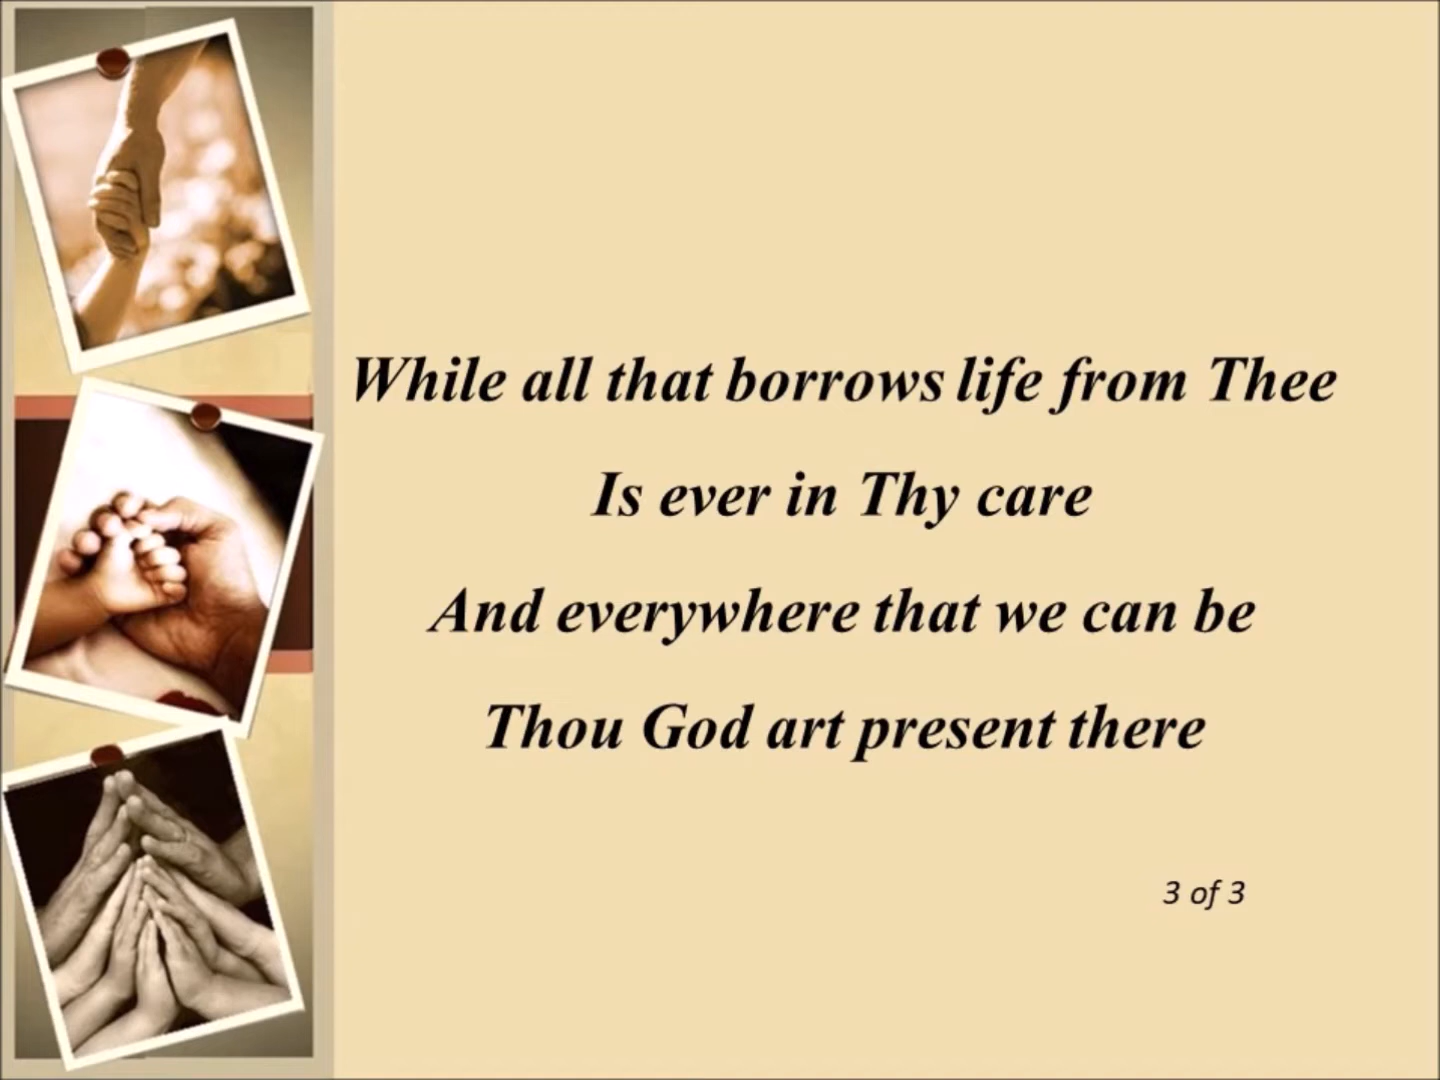 While all that borrows life from Thee
Is ever in Thy care
And everywhere that we can be
Thou God art present there
3 of 3